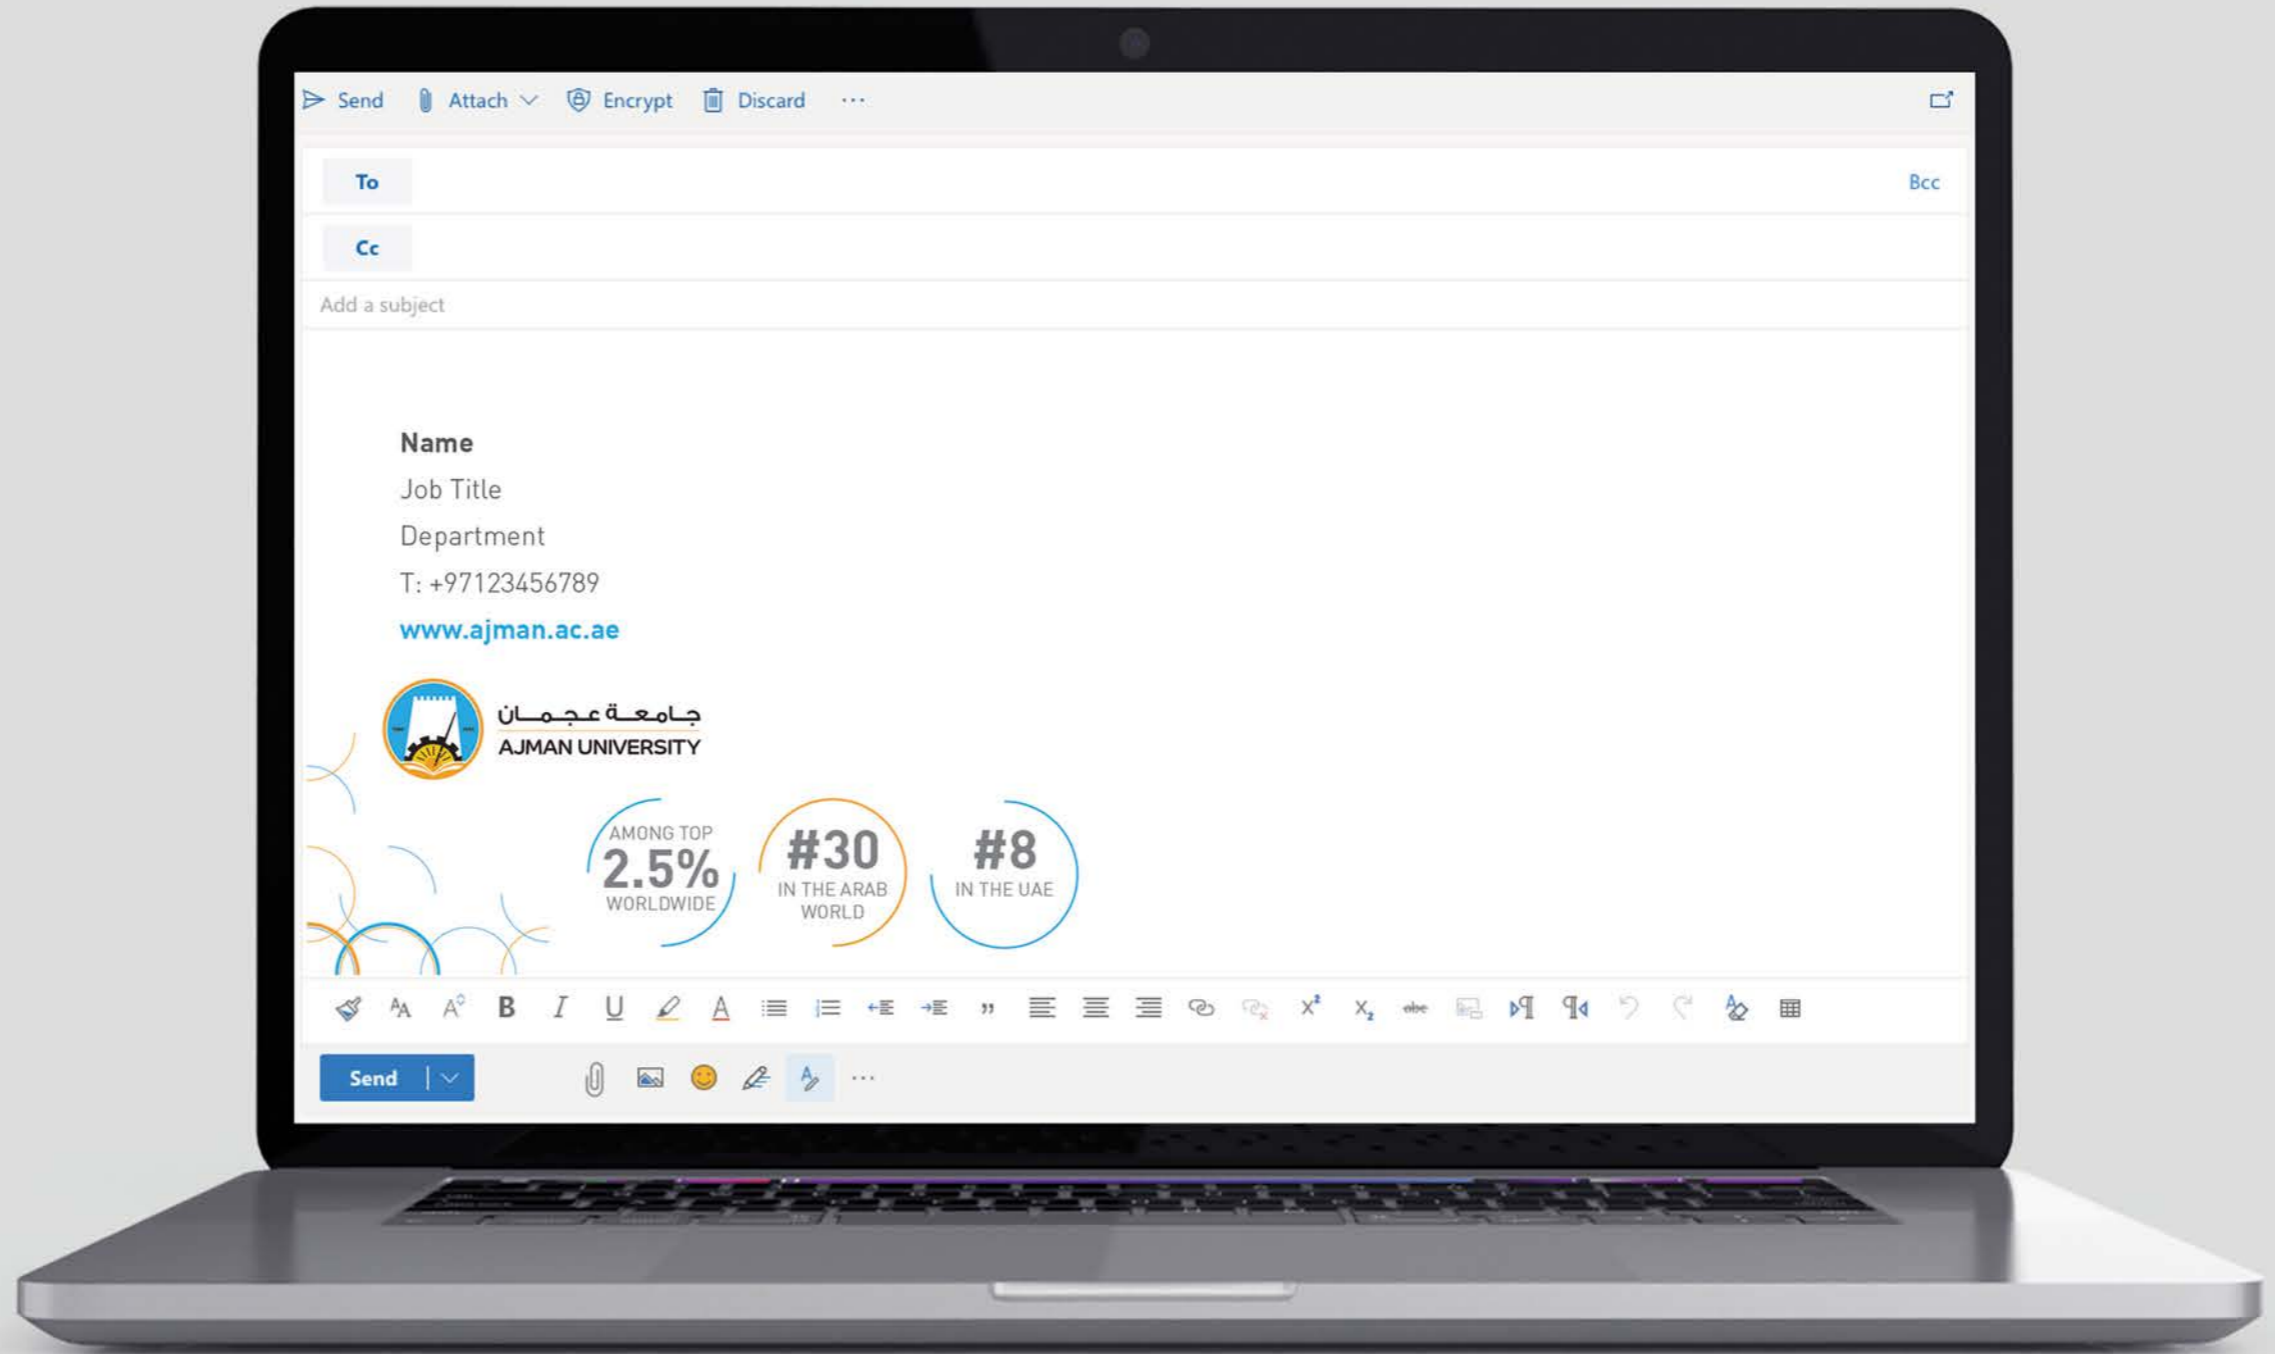 Send Attach Encrypt Discard
To Bcc
Cc
Add a subject
Name
Job Title
Department
T: +97123456789
www.ajman.ac.ae
جامعة عجمان
AJMAN UNIVERSITY
AMONG TOP
2.5%
WORLDWIDE
#30
IN THE ARAB
WORLD
#8
IN THE UAE
Send